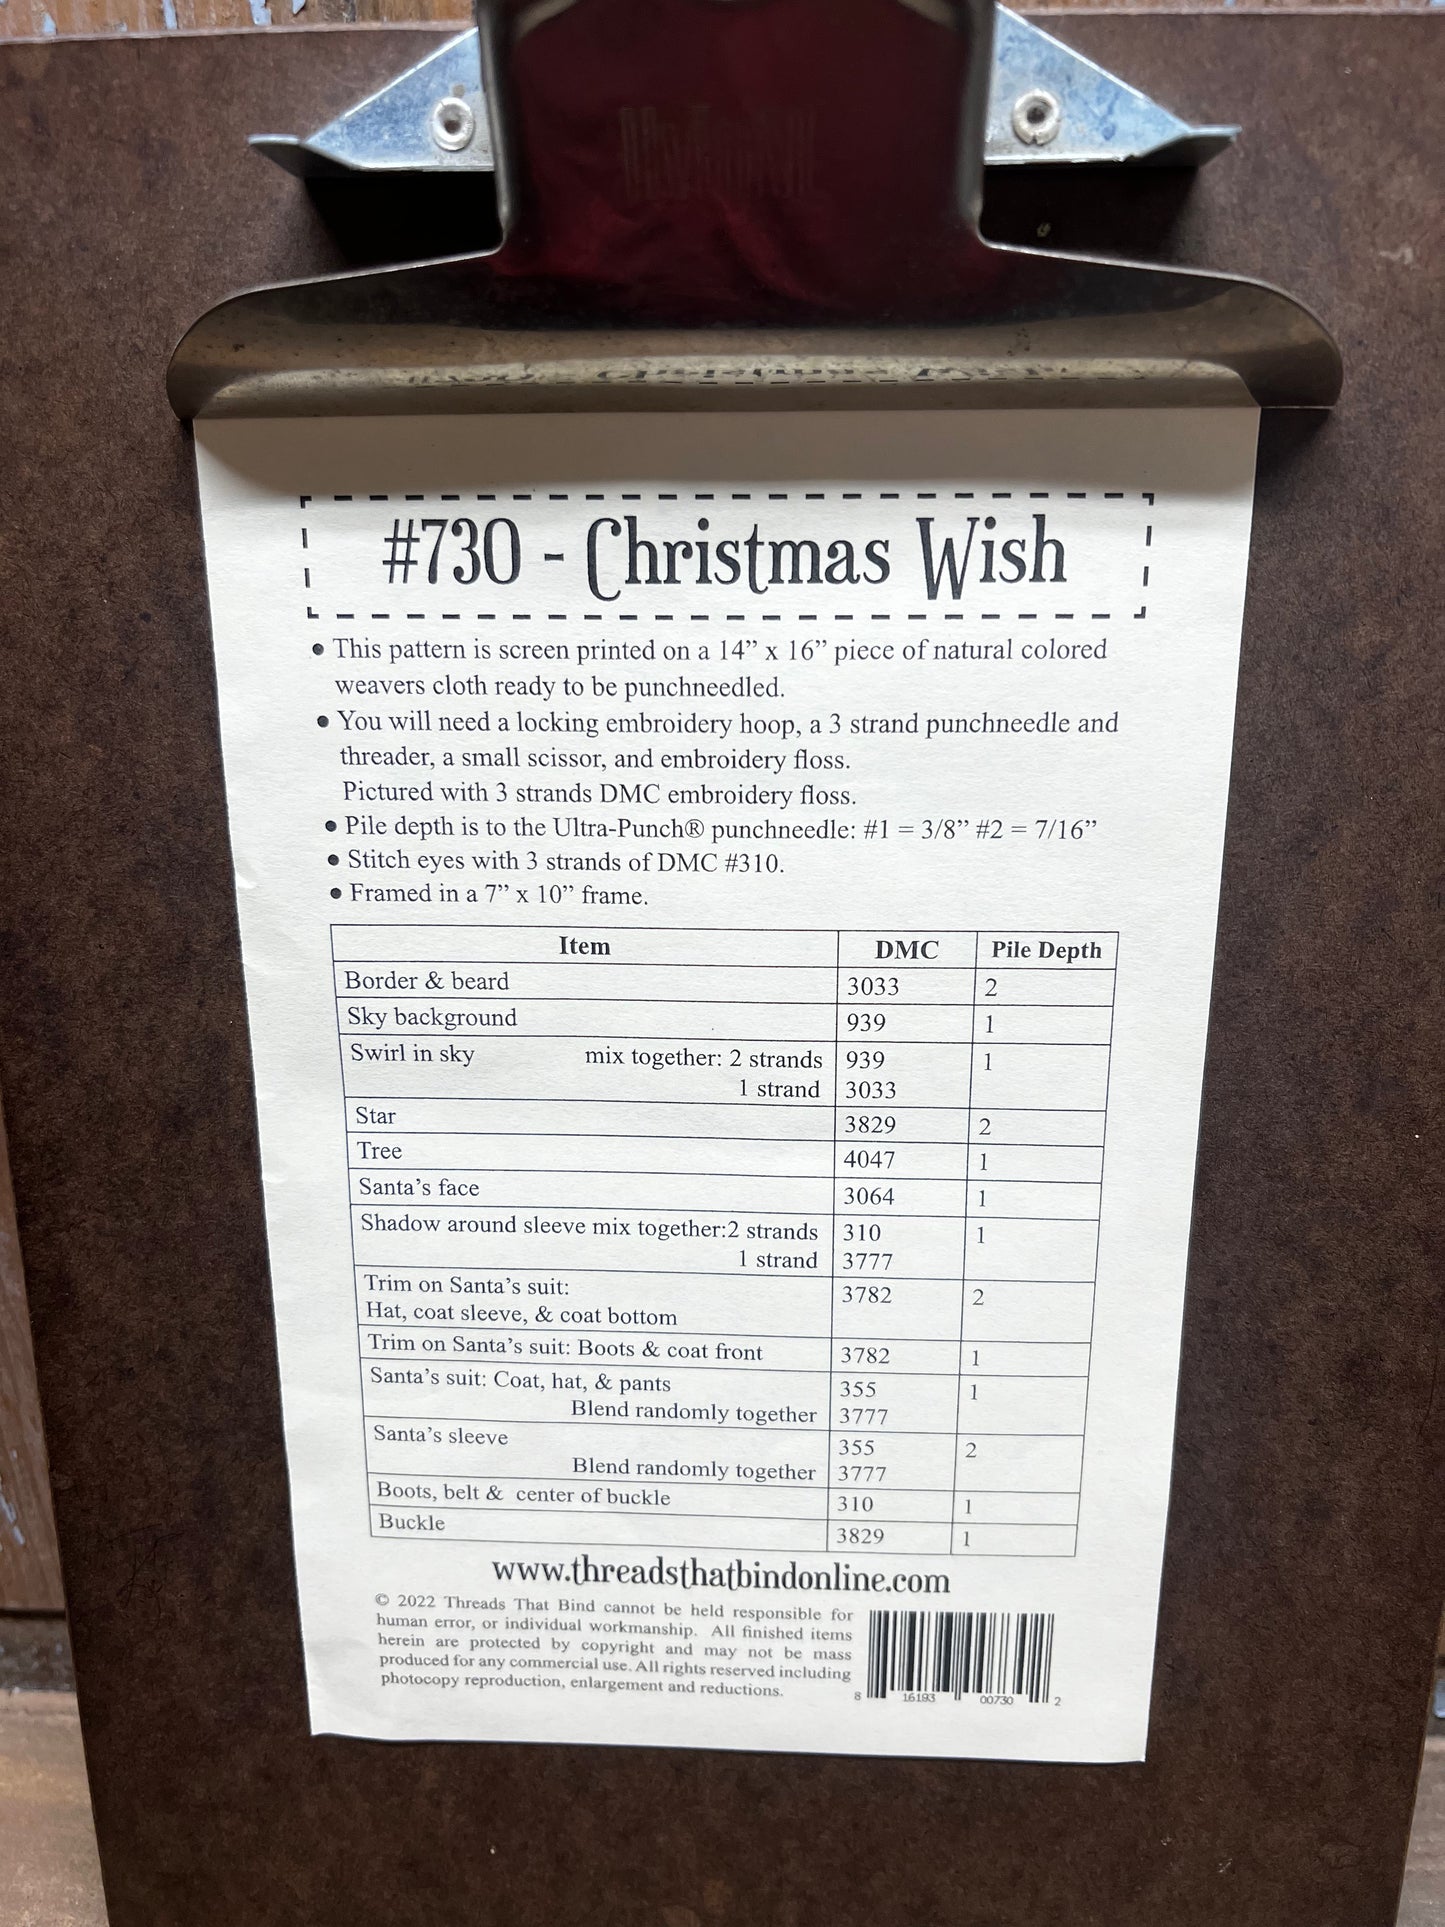 #730 - Christmas Wish
• This pattern is screen printed on a 14” x 16” piece of natural colored
weavers cloth ready to be punchneedled.
• You will need a locking embroidery hoop, a 3 strand punchneedle and
threader, a small scissor, and embroidery floss.
Pictured with 3 strands DMC embroidery floss.
• Pile depth is to the Ultra-Punch® punchneedle: #1 = 3/8” #2 = 7/16”
• Stitch eyes with 3 strands of DMC #310.
• Framed in a 7” x 10” frame.
Item DMC Pile Depth
Border & beard 3033 2
Sky background 939 1
Swirl in sky mix together: 2 strands 939 1
1 strand 3033
Star 3829 2
Tree 4047 1
Santa’s face 3064 1
Shadow around sleeve mix together:2 strands 310 1
1 strand 3777
Trim on Santa’s suit: 3782 2
Hat, coat sleeve, & coat bottom
Trim on Santa’s suit: Boots & coat front 3782 1
Santa’s suit: Coat, hat, & pants 355 1
Blend randomly together 3777
Santa’s sleeve 355 2
Blend randomly together 3777
Boots, belt & center of buckle 310 1
Buckle 3829 1
www.threadsthatbindonline.com
© 2022 Threads That Bind cannot be held responsible for
human error, or individual workmanship. All finished items
herein are protected by copyright and may not be mass
produced for any commercial use. All rights reserved including
photocopy reproduction, enlargement and reductions.
8 16193 00730 2